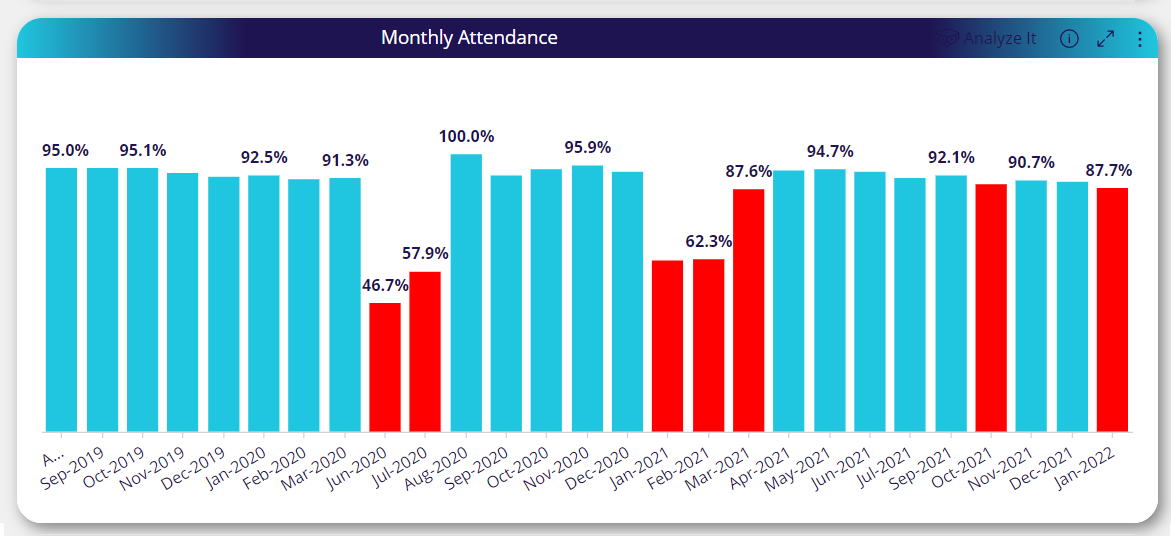 Monthly Attendance
Analyze It
100.0%
95.0% 95.1% 92.5% 91.3% 95.9% 94.7% 92.1% 90.7% 87.7%
87.6%
57.9% 62.3%
46.7%
A... Sep-2019 Oct-2019 Nov-2019 Dec-2019 Jan-2020 Feb-2020 Mar-2020 Jun-2020 Jul-2020 Aug-2020 Sep-2020 Oct-2020 Nov-2020 Dec-2020 Jan-2021 Feb-2021 Mar-2021 Apr-2021 May-2021 Jun-2021 Jul-2021 Sep-2021 Oct-2021 Nov-2021 Dec-2021 Jan-2022